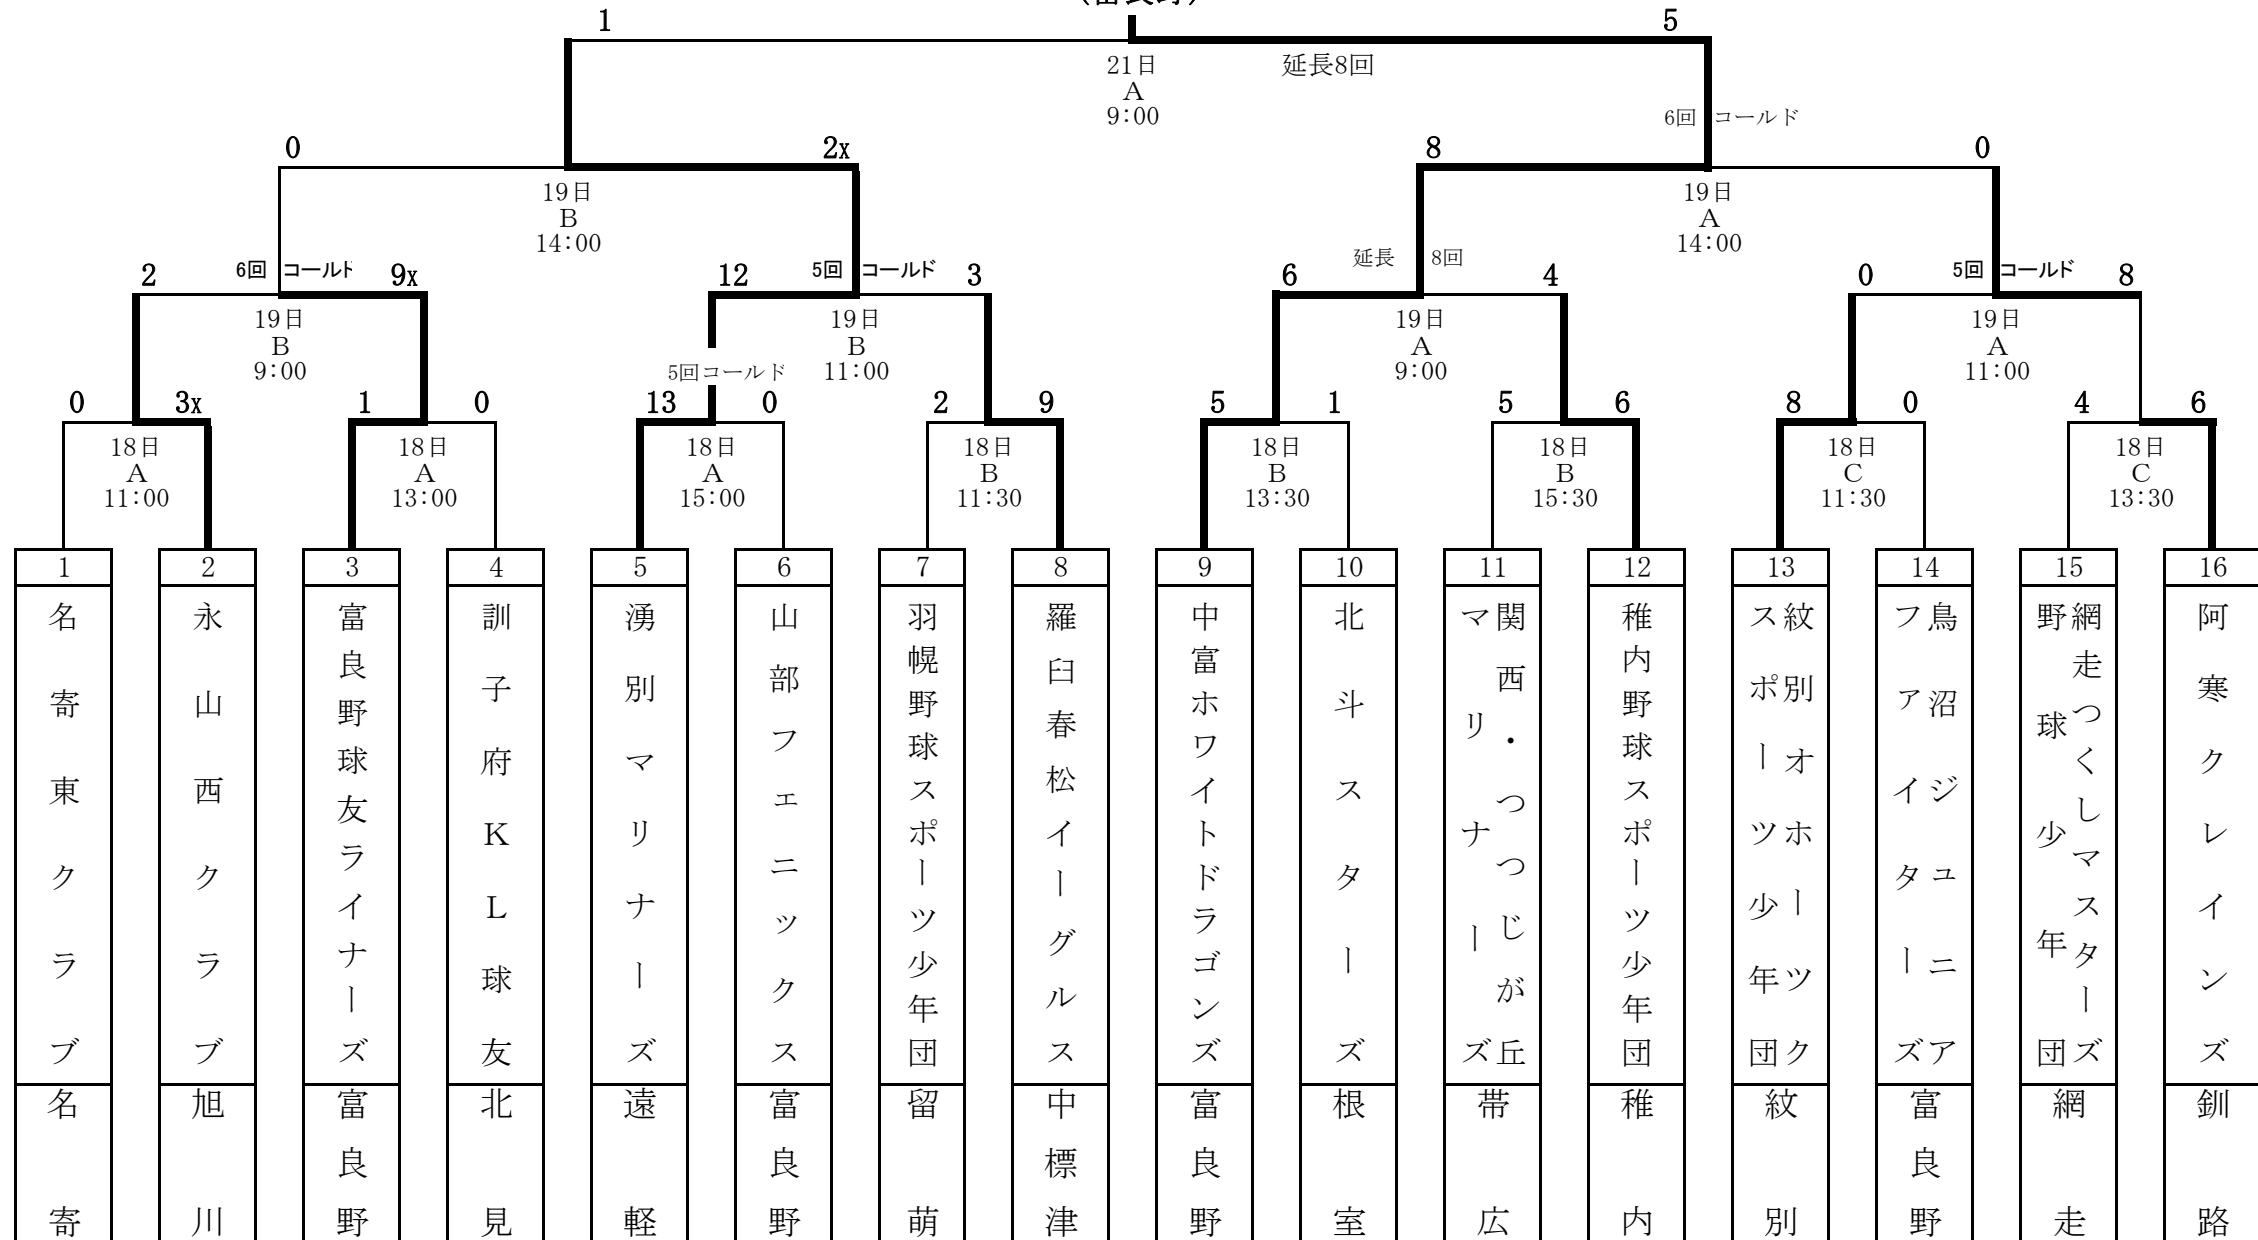 1
5
21日
延長8回
A
9:00
6回 コールド
0
2x
8
0
19日
B
14:00
19日
A
14:00
延長 8回
2
6回 コールド
9x
12
5回 コールド
3
6
4
0
5回 コールド
8
19日
B
9:00
19日
B
11:00
19日
A
9:00
19日
A
11:00
5回コールド
0
3x
1
0
13
0
2
9
5
1
5
6
8
0
4
6
18日
A
11:00
18日
A
13:00
18日
A
15:00
18日
B
11:30
18日
B
13:30
18日
B
15:30
18日
C
11:30
18日
C
13:30
1
名寄東クラブ
名寄
2
永山西クラブ
旭川
3
富良野球友ライナーズ
富良野
4
訓子府KL球友
北見
5
湧別マリナーズ
遠軽
6
山部フェニックス
富良野
7
羽幌野球スポーツ少年団
留萌
8
羅臼春松イーグルス
中標津
9
中富ホワイトドラゴンズ
富良野
10
北斗スターズ
根室
11
関西・つつじが丘
マリナーズ
帯広
12
稚内野球スポーツ少年団
稚内
13
紋別オホーツク
スポーツ少年団
紋別
14
鳥沼ジュニア
ファイターズ
富良野
15
網走つくしマスターズ
野球少年団
網走
16
阿寒クレインズ
釧路